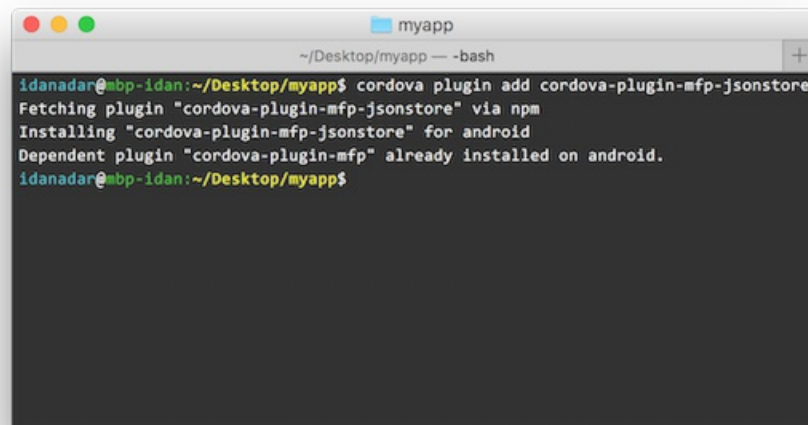 myapp
~/Desktop/myapp — -bash
+
idanadar@mbp-idan:~/Desktop/myapp$ cordova plugin add cordova-plugin-mfp-jsonstore
Fetching plugin "cordova-plugin-mfp-jsonstore" via npm
Installing "cordova-plugin-mfp-jsonstore" for android
Dependent plugin "cordova-plugin-mfp" already installed on android.
idanadar@mbp-idan:~/Desktop/myapp$